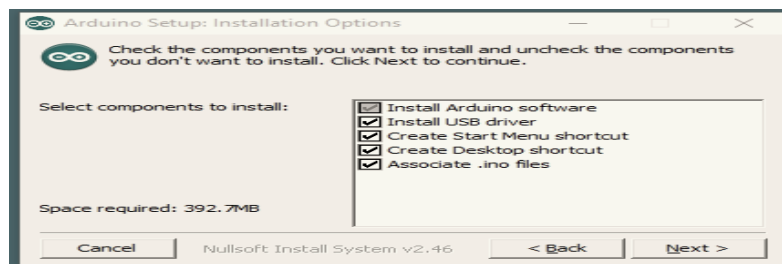 Arduino Setup: Installation Options
Check the components you want to install and uncheck the components
you don't want to install. Click Next to continue.
Select components to install:
Install Arduino software
Install USB driver
Create Start Menu shortcut
Create Desktop shortcut
Associate .ino files
Space required: 392.7MB
Cancel
Nullsoft Install System v2.46
< Back
Next >